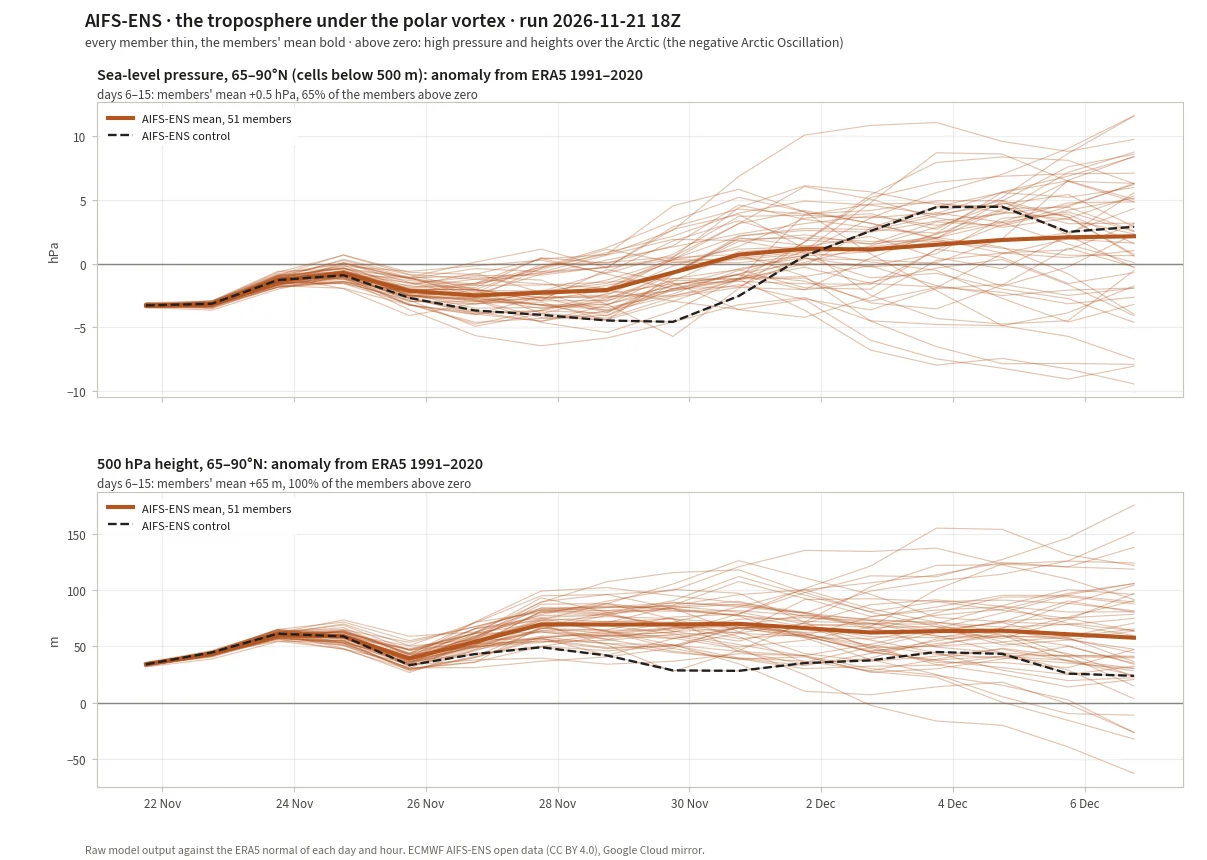 AIFS-ENS · the troposphere under the polar vortex · run 2026-11-21 18Z
every member thin, the members' mean bold · above zero: high pressure and heights over the Arctic (the negative Arctic Oscillation)
Sea-level pressure, 65–90°N (cells below 500 m): anomaly from ERA5 1991–2020
days 6–15: members' mean +0.5 hPa, 65% of the members above zero
AIFS-ENS mean, 51 members
AIFS-ENS control
10
5
0
−5
−10
hPa
500 hPa height, 65–90°N: anomaly from ERA5 1991–2020
days 6–15: members' mean +65 m, 100% of the members above zero
AIFS-ENS mean, 51 members
AIFS-ENS control
150
100
50
0
−50
m
22 Nov 24 Nov 26 Nov 28 Nov 30 Nov 2 Dec 4 Dec 6 Dec
Raw model output against the ERA5 normal of each day and hour. ECMWF AIFS-ENS open data (CC BY 4.0), Google Cloud mirror.